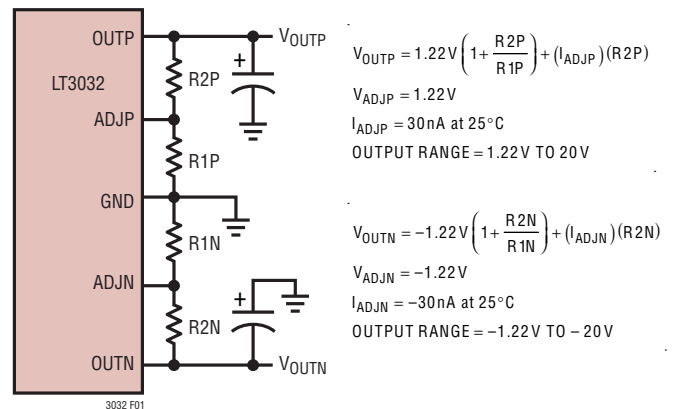 OUTP
V_OUTP
LT3032
R2P
ADJP
R1P
GND
R1N
ADJN
R2N
OUTN
V_OUTN
3032 F01
V_OUTP = 1.22V (1 + R2P/R1P) + (I_ADJP)(R2P)
V_ADJP = 1.22V
I_ADJP = 30nA at 25°C
OUTPUT RANGE = 1.22V TO 20V
V_OUTN = –1.22V (1 + R2N/R1N) + (I_ADJN)(R2N)
V_ADJN = –1.22V
I_ADJN = –30nA at 25°C
OUTPUT RANGE = –1.22V TO –20V